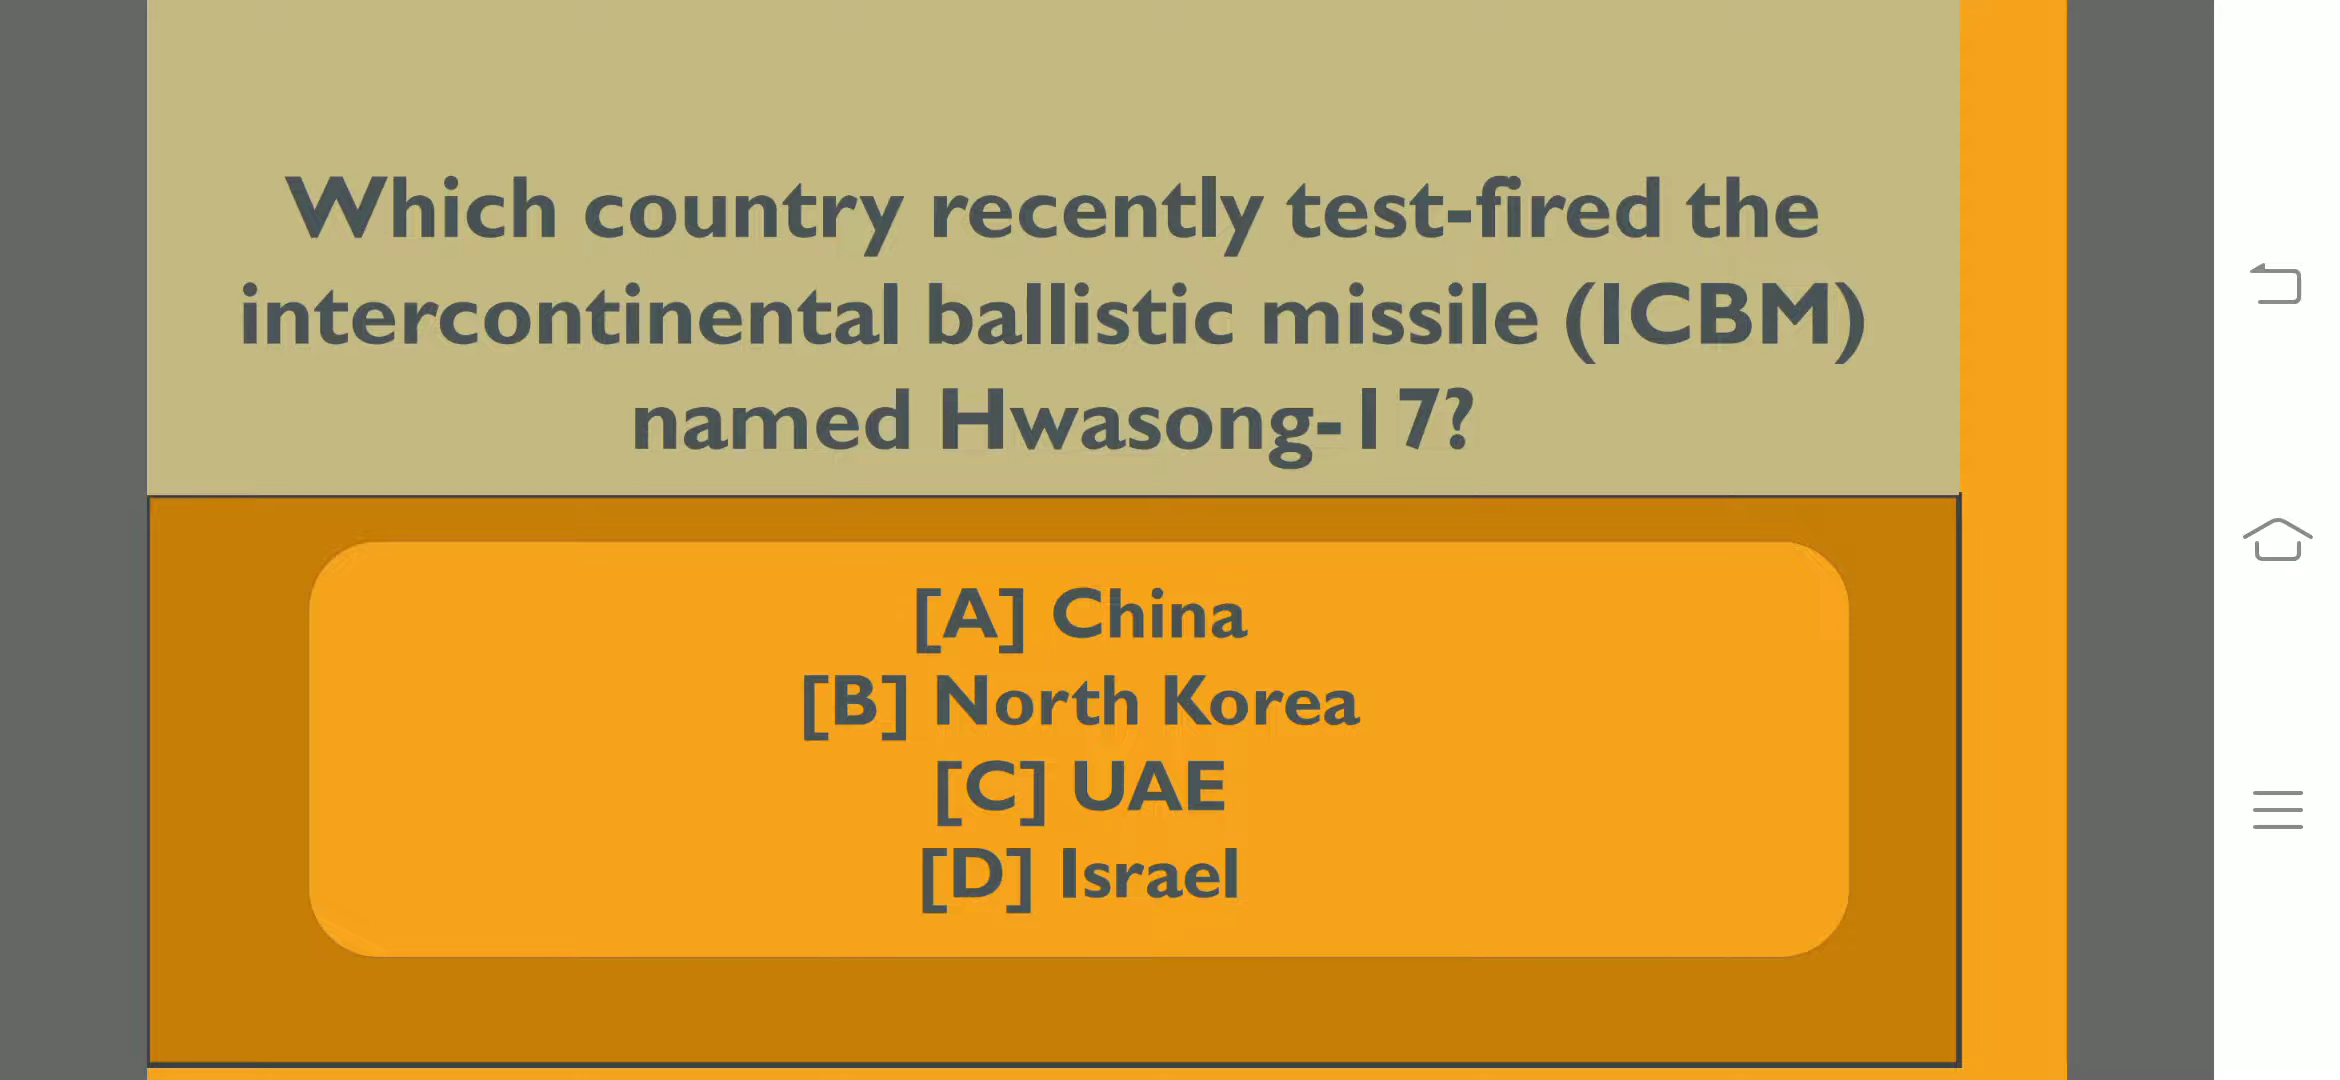 Which country recently test-fired the
intercontinental ballistic missile (ICBM)
named Hwasong-17?
[A] China
[B] North Korea
[C] UAE
[D] Israel